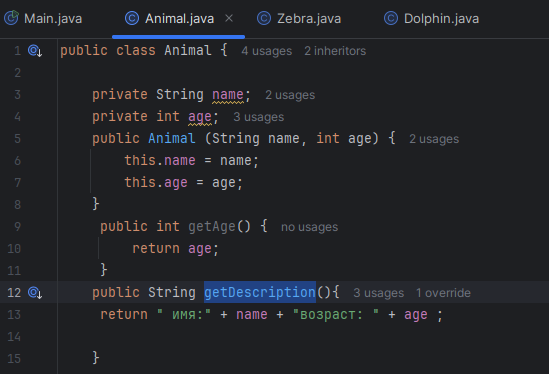 Main.java Animal.java × Zebra.java Dolphin.java
1 public class Animal { 4 usages 2 inheritors
2
3 private String name; 2 usages
4 private int age; 3 usages
5 public Animal (String name, int age) { 2 usages
6 this.name = name;
7 this.age = age;
8 }
9 public int getAge() { no usages
10 return age;
11 }
12 public String getDescription(){ 3 usages 1 override
13 return " имя:" + name + "возраст: " + age ;
14
15 }